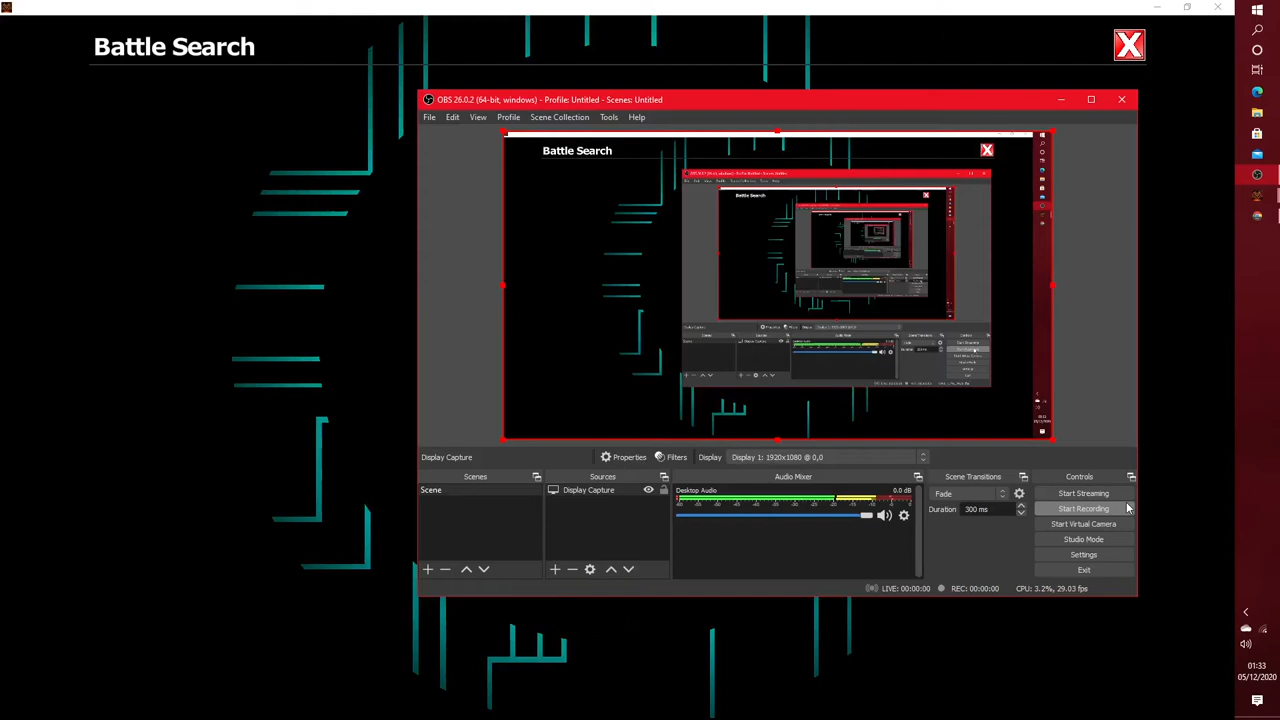 Battle Search
X
OBS 26.0.2 (64-bit, windows) - Profile: Untitled - Scenes: Untitled
File Edit View Profile Scene Collection Tools Help
Battle Search
X
Battle Search
Display Capture Properties Filters Display Display 1: 1920x1080 @ 0,0
Scenes Sources Audio Mixer Scene Transitions Controls
Scene Display Capture Desktop Audio 0.0 dB Fade Start Streaming
Duration 300 ms Start Recording
Start Virtual Camera
Studio Mode
Settings
Exit
LIVE: 00:00:00 REC: 00:00:00 CPU: 3.2%, 29.03 fps
01:33
05/12/2020